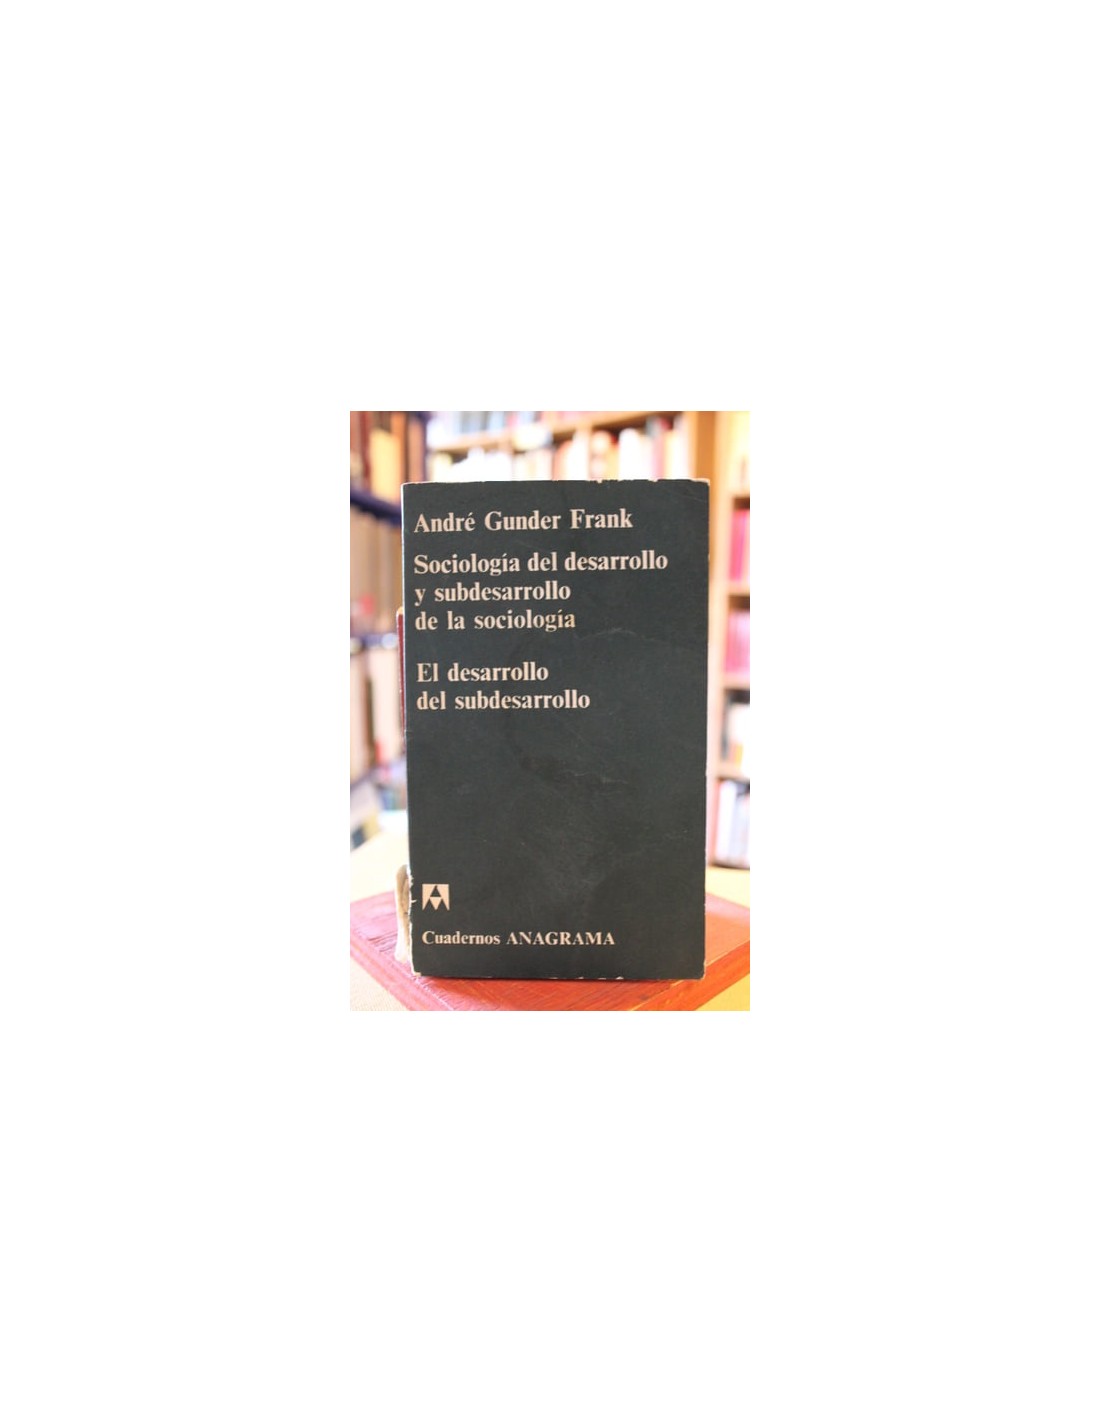 André Gunder Frank
Sociología del desarrollo
y subdesarrollo
de la sociología
El desarrollo
del subdesarrollo
Cuadernos ANAGRAMA